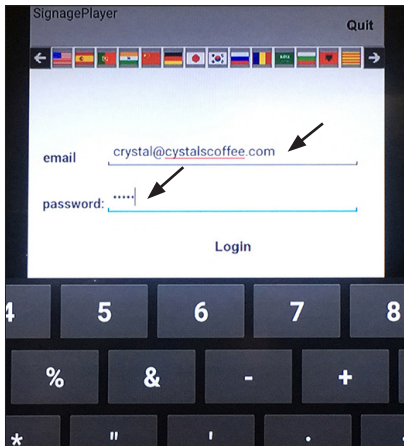 SignagePlayer
Quit
email crystal@cystalscoffee.com
password: •••••
Login
4 5 6 7 8
% & - +
* " ' .